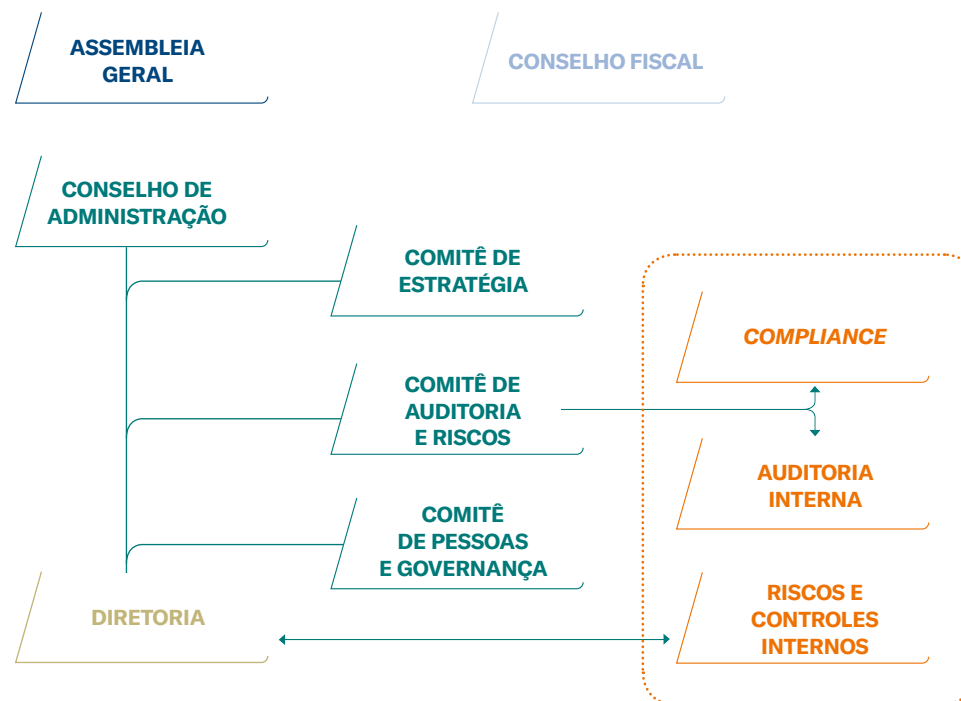 ASSEMBLEIA
GERAL
CONSELHO FISCAL
CONSELHO DE
ADMINISTRAÇÃO
COMITÊ DE
ESTRATÉGIA
COMPLIANCE
COMITÊ DE
AUDITORIA
E RISCOS
AUDITORIA
INTERNA
COMITÊ
DE PESSOAS
E GOVERNANÇA
DIRETORIA
RISCOS E
CONTROLES
INTERNOS